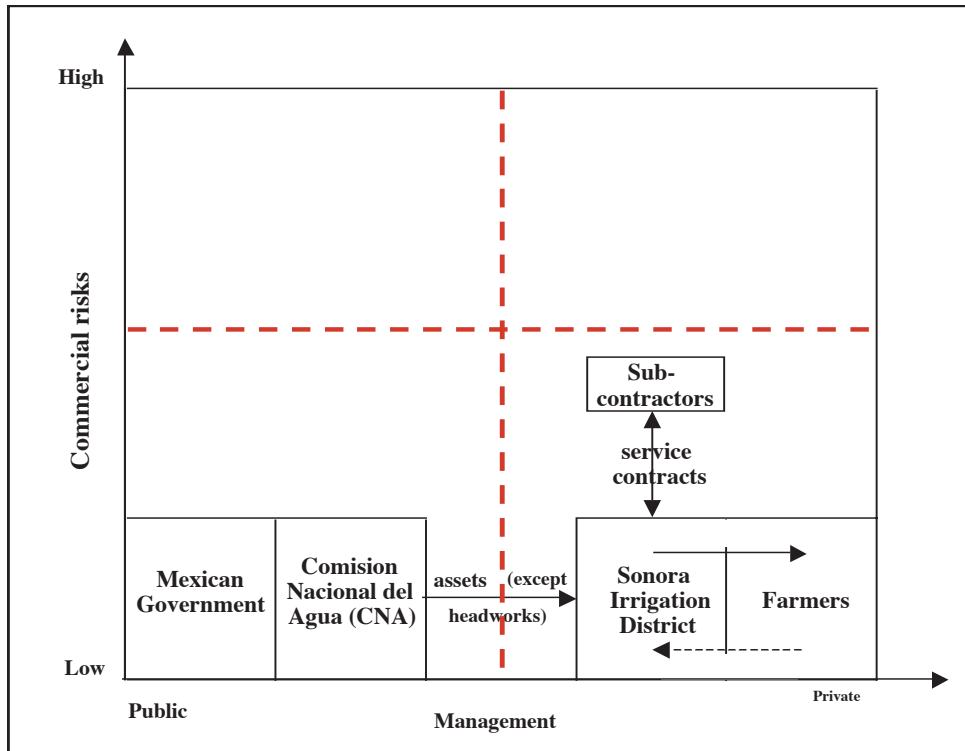 High
Commercial risks
Sub-
contractors
service
contracts
Mexican
Government
Comision
Nacional del
Agua (CNA)
assets (except
headworks)
Sonora
Irrigation
District
Farmers
Low
Public
Management
Private